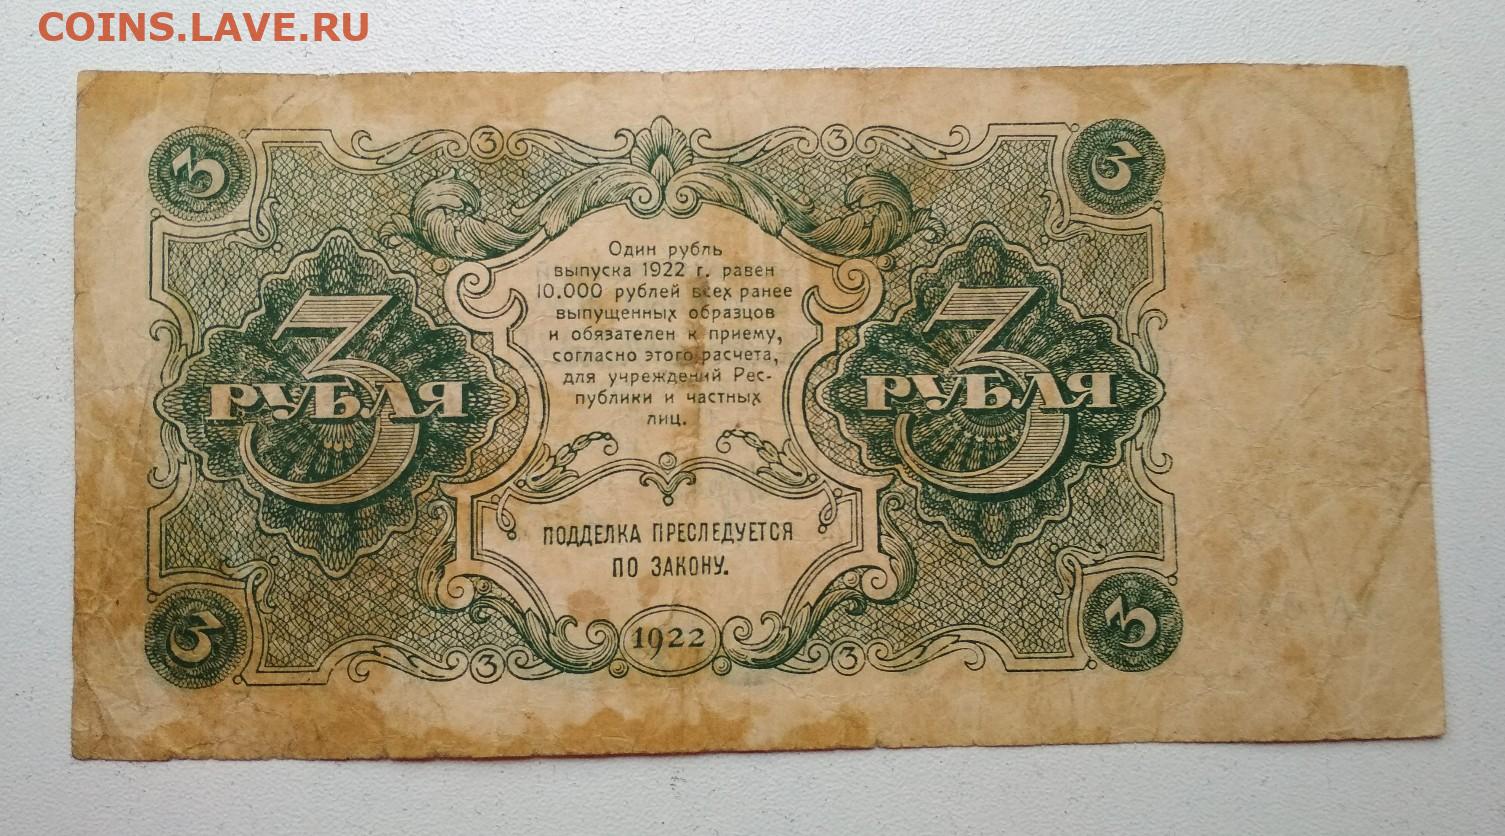 COINS.LAVE.RU
3 3 3 3
Один рубль
выпуска 1922 г. равен
10.000 рублей всех ранее
выпущенных образцов
и обязателен к приему,
согласно этого расчета,
для учреждений Рес-
публики и частных
лиц.
3 3
РУБЛЯ РУБЛЯ
ПОДДЕЛКА ПРЕСЛЕДУЕТСЯ
ПО ЗАКОНУ.
3 1922 3
3 3